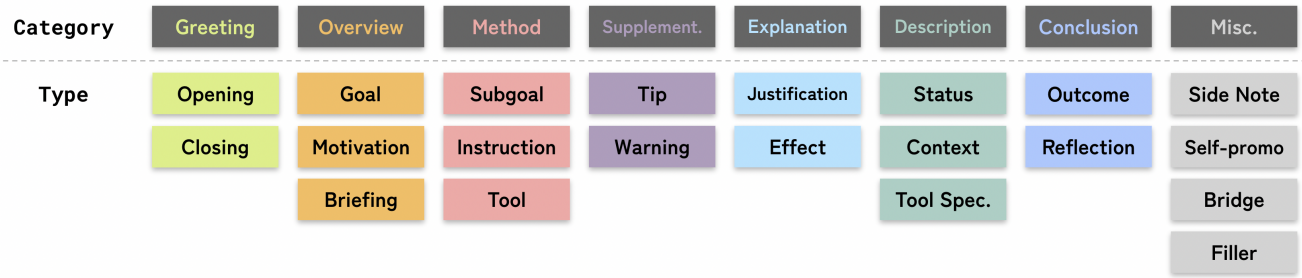 Category Greeting Overview Method Supplement. Explanation Description Conclusion Misc.
Type Opening Goal Subgoal Tip Justification Status Outcome Side Note
Closing Motivation Instruction Warning Effect Context Reflection Self-promo
Briefing Tool Tool Spec. Bridge
Filler